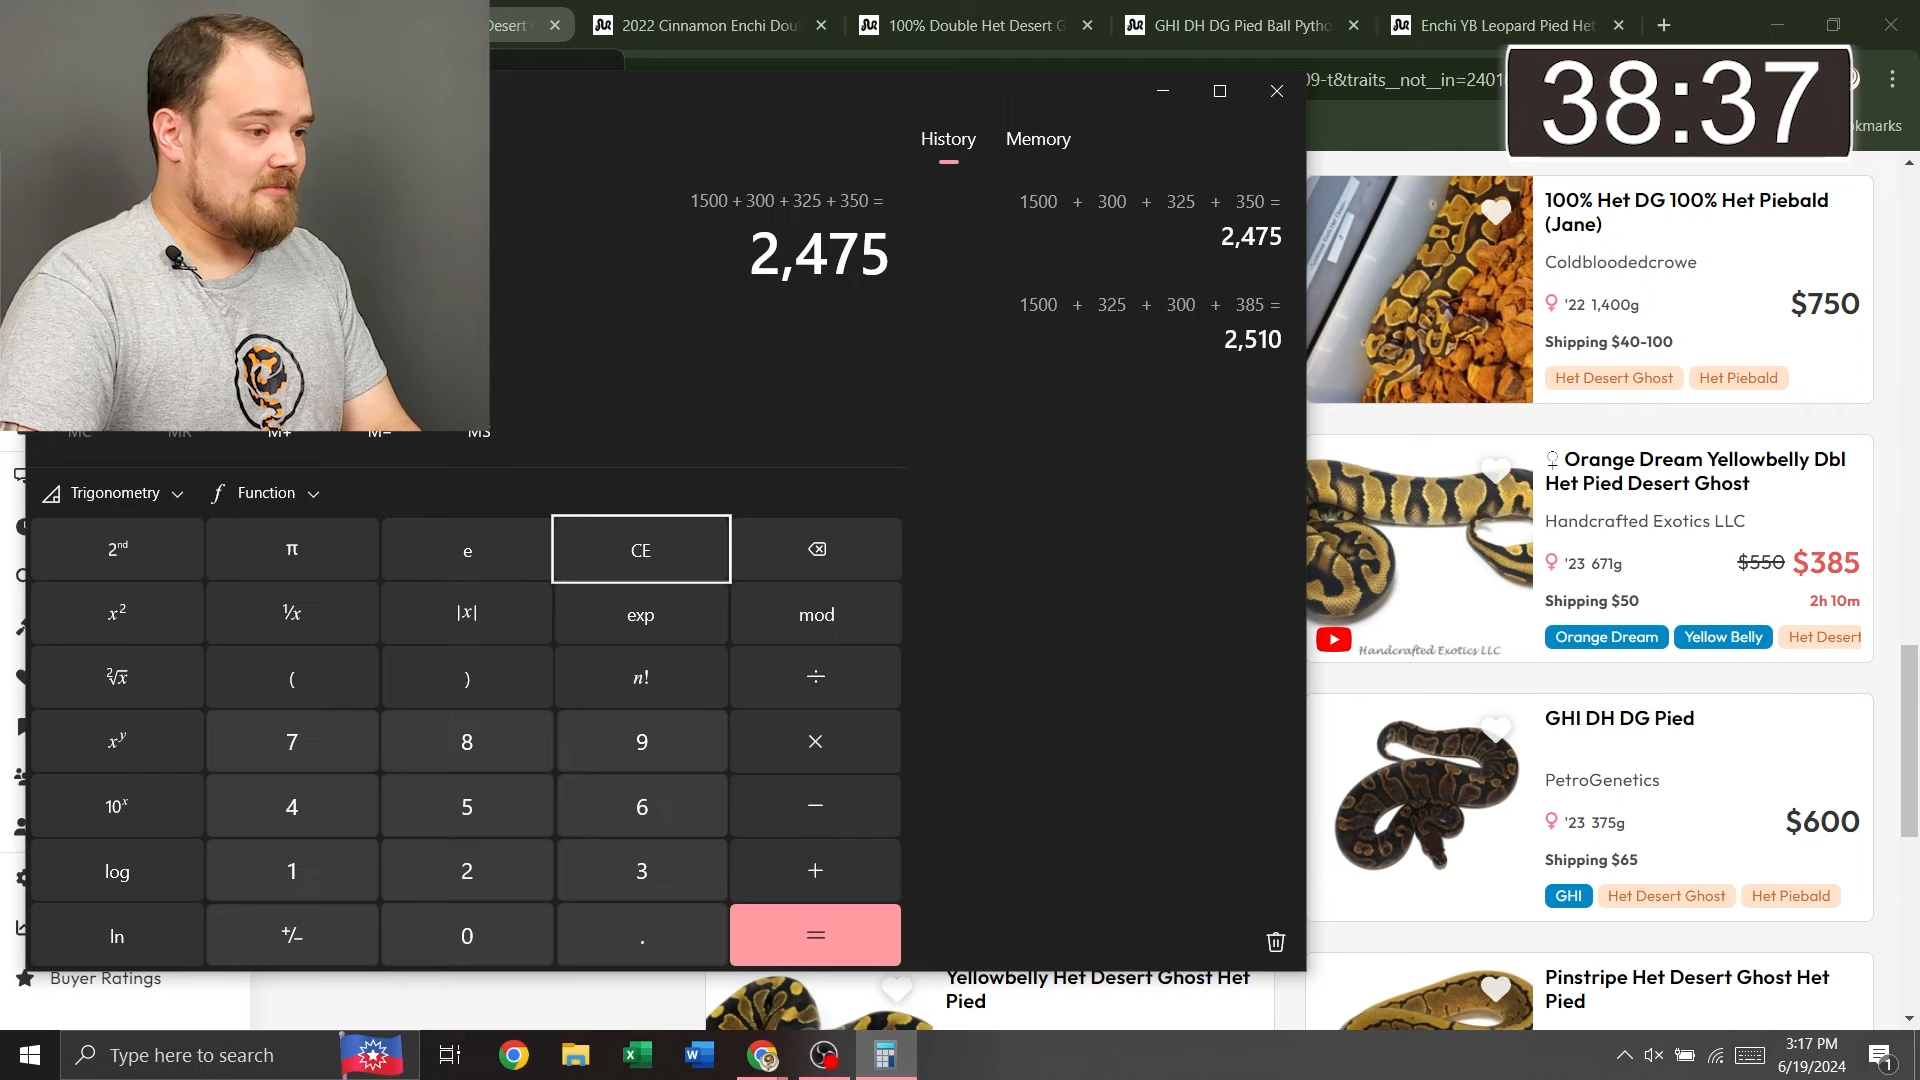 Desert
2022 Cinnamon Enchi Dou
100% Double Het Desert G
GHI DH DG Pied Ball Pytho
Enchi YB Leopard Pied Het
09-t&traits_not_in=2401
38:37
kmarks
History
Memory
1500 + 300 + 325 + 350 =
2,475
1500 + 300 + 325 + 350 =
2,475
1500 + 325 + 300 + 385 =
2,510
MC
MR
M+
M-
MS
Trigonometry
f Function
2nd
π
e
CE
x2
1/x
|x|
exp
mod
2√x
(
)
n!
÷
xy
7
8
9
×
10x
4
5
6
−
log
1
2
3
+
ln
+/−
0
.
=
100% Het DG 100% Het Piebald
(Jane)
Coldbloodedcrowe
♀ '22 1,400g
$750
Shipping $40-100
Het Desert Ghost
Het Piebald
♀ Orange Dream Yellowbelly Dbl
Het Pied Desert Ghost
Handcrafted Exotics LLC
♀ '23 671g
$550 $385
Shipping $50
2h 10m
Orange Dream
Yellow Belly
Het Desert
Handcrafted Exotics LLC
GHI DH DG Pied
PetroGenetics
♀ '23 375g
$600
Shipping $65
GHI
Het Desert Ghost
Het Piebald
Buyer Ratings
Yellowbelly Het Desert Ghost Het
Pied
Pinstripe Het Desert Ghost Het
Pied
Type here to search
3:17 PM
6/19/2024
1